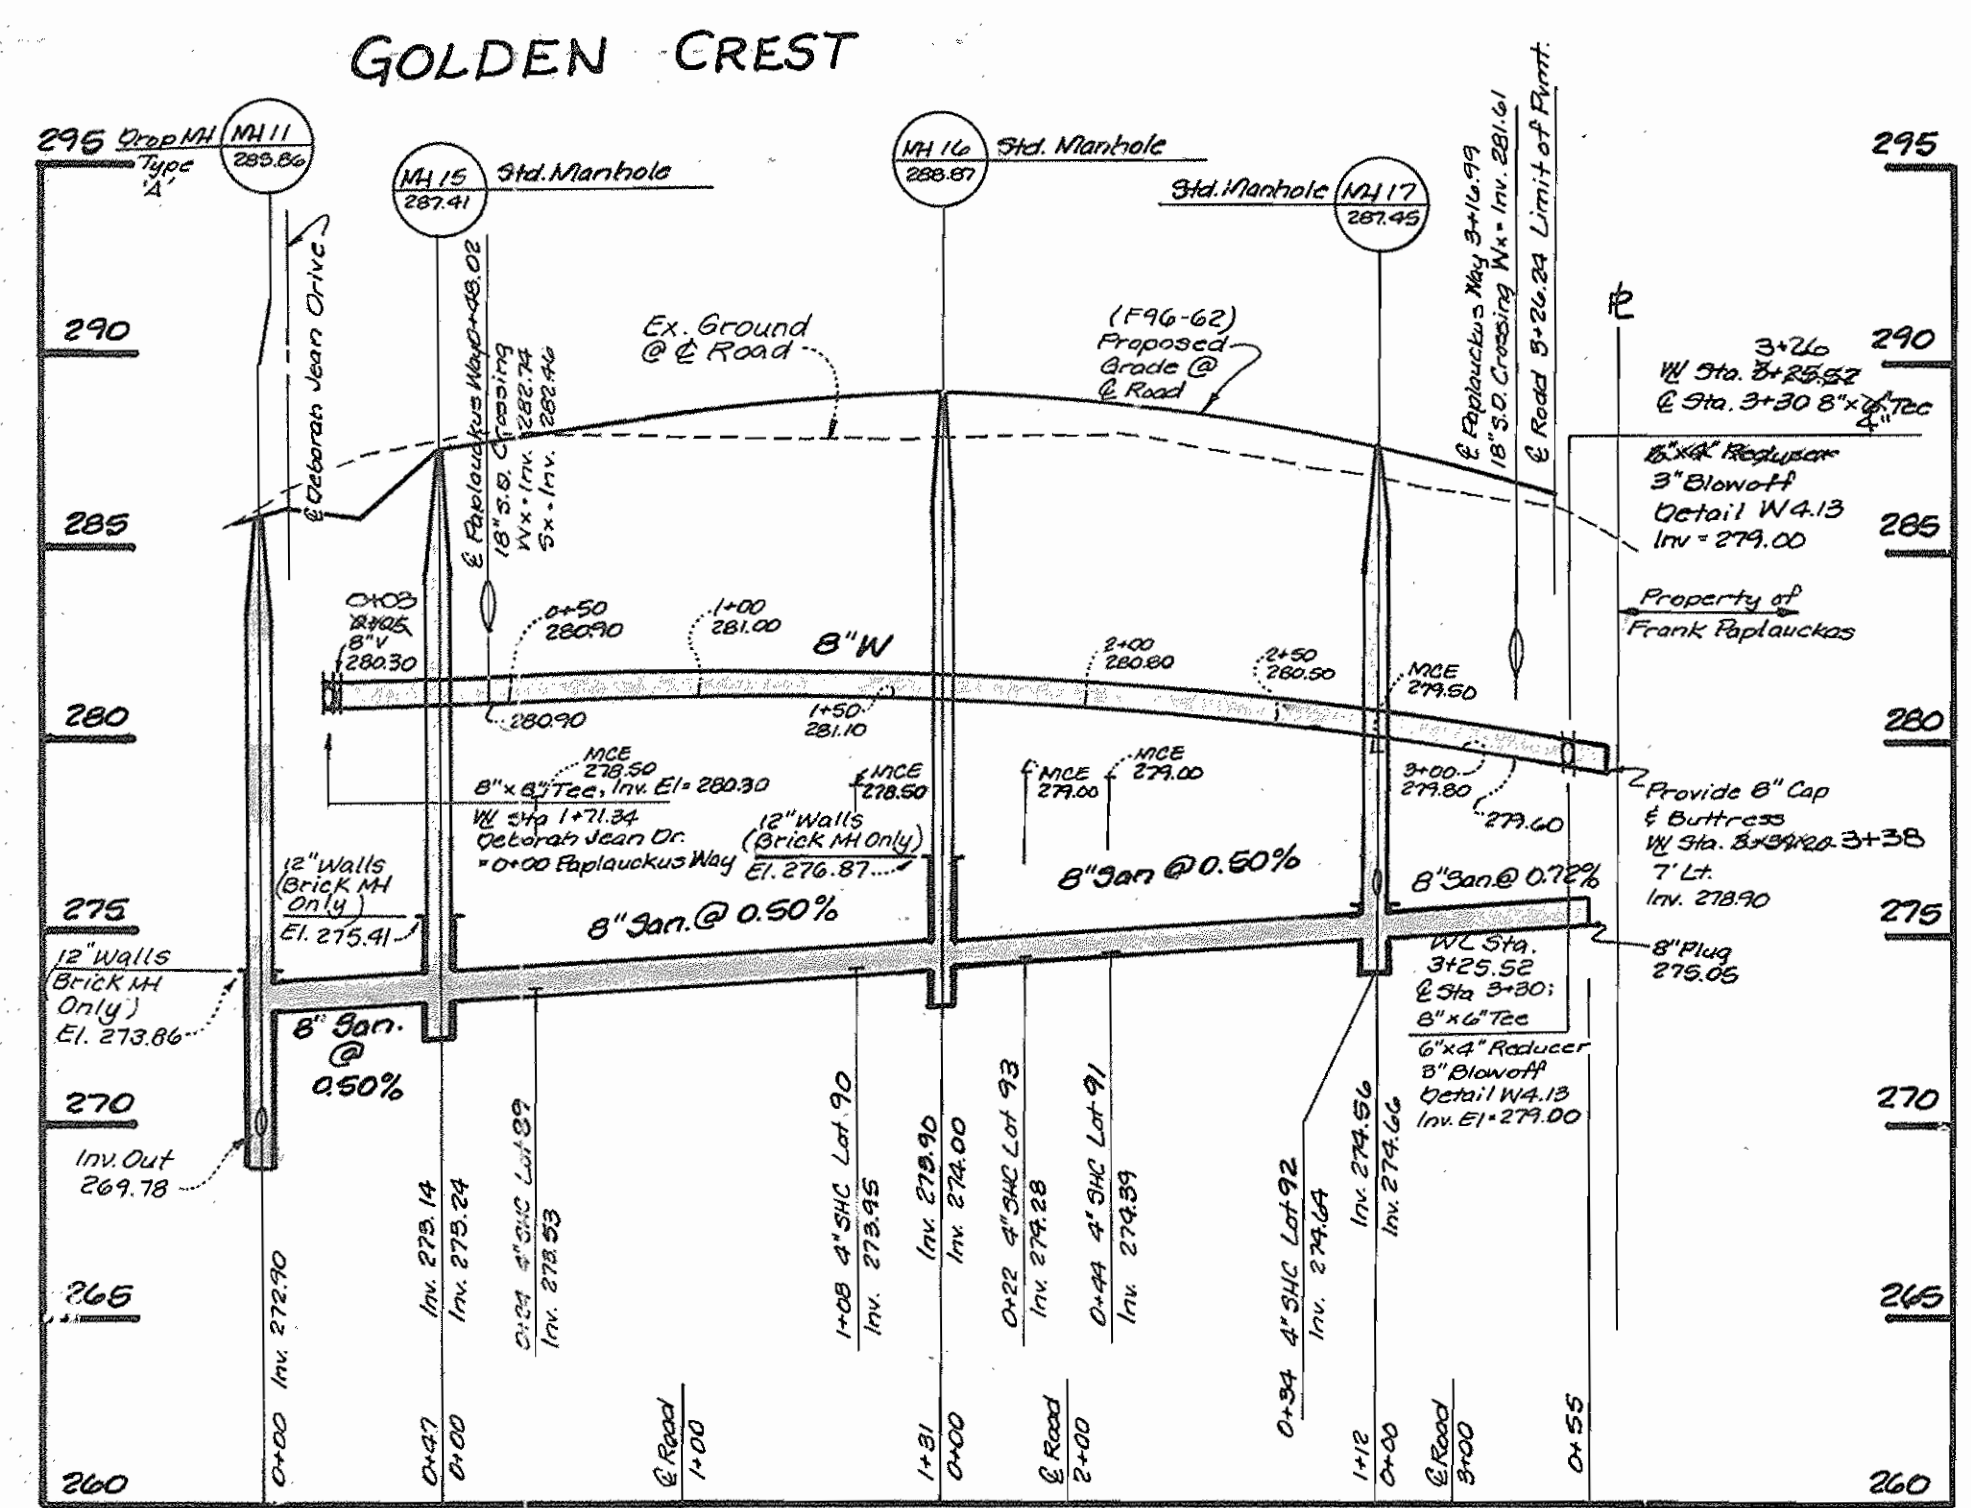 GOLDEN CREST
295
Drop MH
Type
'A'
MH 11
285.86
MH 15
287.41
Std. Manhole
MH 16
288.87
Std. Manhole
Std. Manhole
MH 17
287.45
295
℄ Deborah Jean Drive
℄ Paplauckus Way 0+48.02
18" S.D. Crossing
Wx = Inv. 282.74
Sx = Inv. 282.46
Ex. Ground
@ ℄ Road
(F96-62)
Proposed
Grade @
℄ Road
℄ Paplauckus Way 3+16.99
18" S.D. Crossing Wx = Inv. 281.61
℄ Road 3+26.24 Limit of Pvmt.
290
290
3+26
WL Sta. 3+25.52
℄ Sta. 3+30 8"x6" Tee
4"
6"x4" Reducer
3" Blowoff
Detail W4.13
Inv = 279.00
285
285
Property of
Frank Paplauckas
0+03
8"V
280.30
0+50
280.90
1+00
281.00
8"W
2+00
280.80
2+50
280.50
MCE
279.50
280
280
280.90
1+50
281.10
MCE
278.50
8"x8" Tee, Inv. El = 280.30
WL Sta 1+71.34
Deborah Jean Dr.
= 0+00 Paplauckus Way
MCE
278.50
MCE
279.00
MCE
279.00
3+00
279.80
279.60
Provide 8" Cap
& Buttress
WL Sta. 3+38
7' Lt.
Inv. 278.90
12" Walls
(Brick MH Only)
El. 276.87
12" Walls
(Brick MH
Only)
El. 275.41
275
275
8" San. @ 0.50%
8" San @ 0.50%
8" San @ 0.72%
12" Walls
(Brick MH
Only)
El. 273.86
8" San.
@
0.50%
WL Sta.
3+25.52
℄ Sta 3+30;
8"x6" Tee
6"x4" Reducer
3" Blowoff
Detail W4.13
Inv. El = 279.00
8" Plug
275.05
270
270
Inv. Out
269.78
265
265
0+00 Inv. 272.90
0+47 Inv. 273.14
0+00 Inv. 273.24
0+24 4" SHC Lot 89
Inv. 273.53
℄ Road
1+00
1+08 4" SHC Lot 90
Inv. 273.95
1+31 Inv. 273.90
0+00 Inv. 274.00
0+22 4" SHC Lot 93
Inv. 274.28
℄ Road
2+00
0+44 4" SHC Lot 91
Inv. 274.39
0+34 4" SHC Lot 92
Inv. 274.64
1+12 Inv. 274.56
0+00 Inv. 274.66
℄ Road
3+00
0+55
260
260